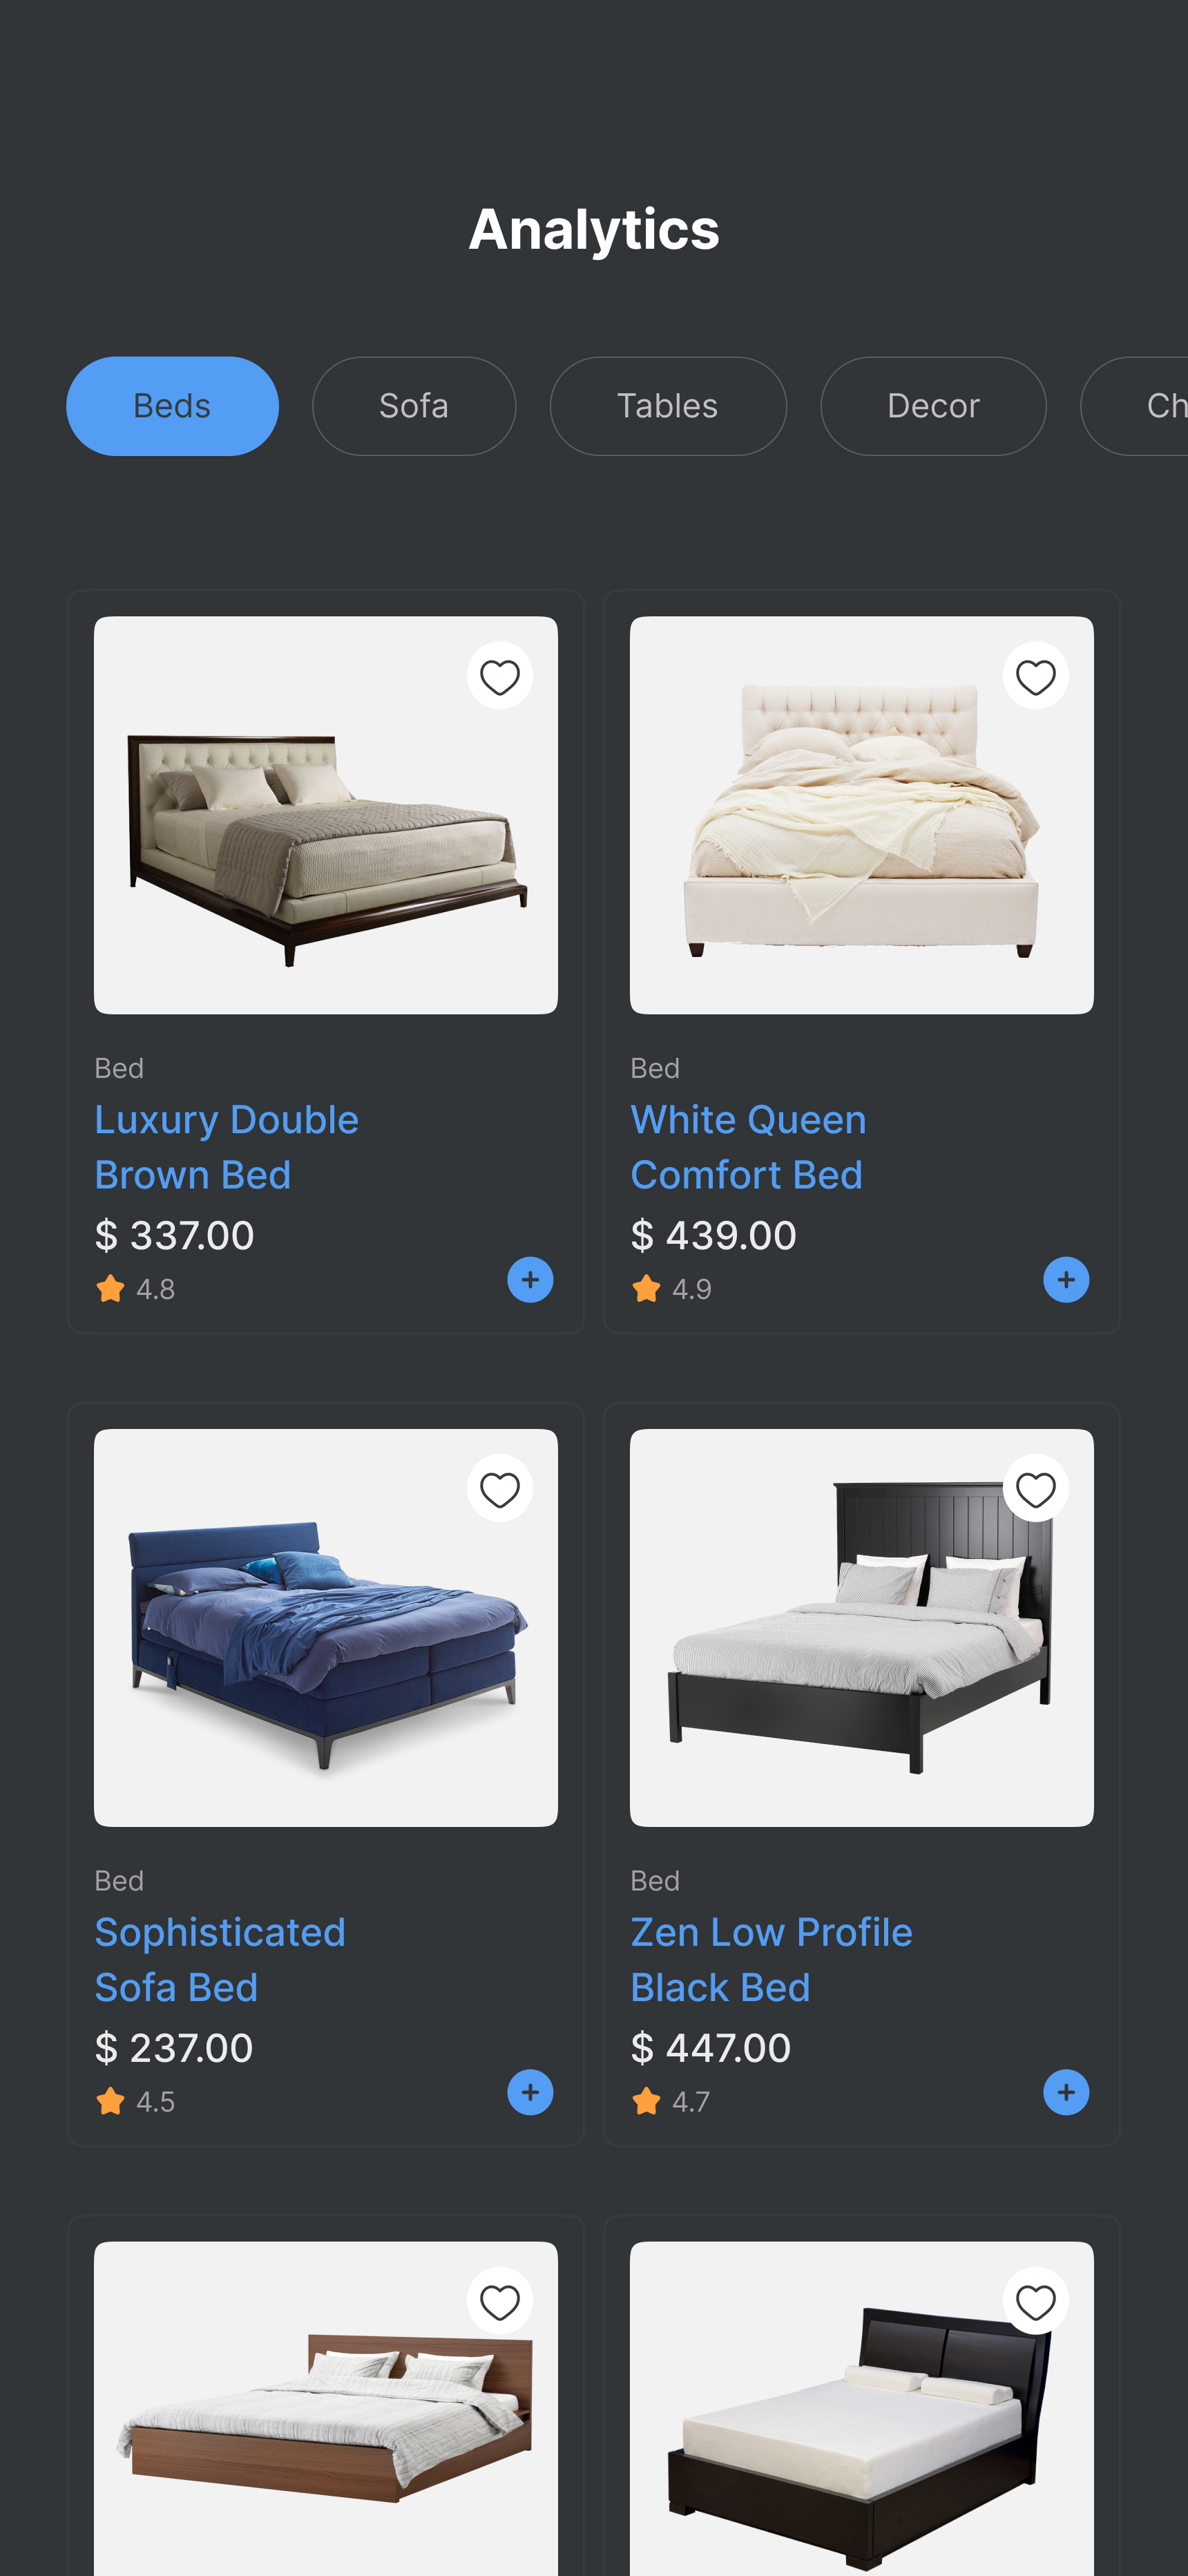 Analytics
Beds
Sofa
Tables
Decor
Ch
Bed
Luxury Double
Brown Bed
$ 337.00
4.8
Bed
White Queen
Comfort Bed
$ 439.00
4.9
Bed
Sophisticated
Sofa Bed
$ 237.00
4.5
Bed
Zen Low Profile
Black Bed
$ 447.00
4.7